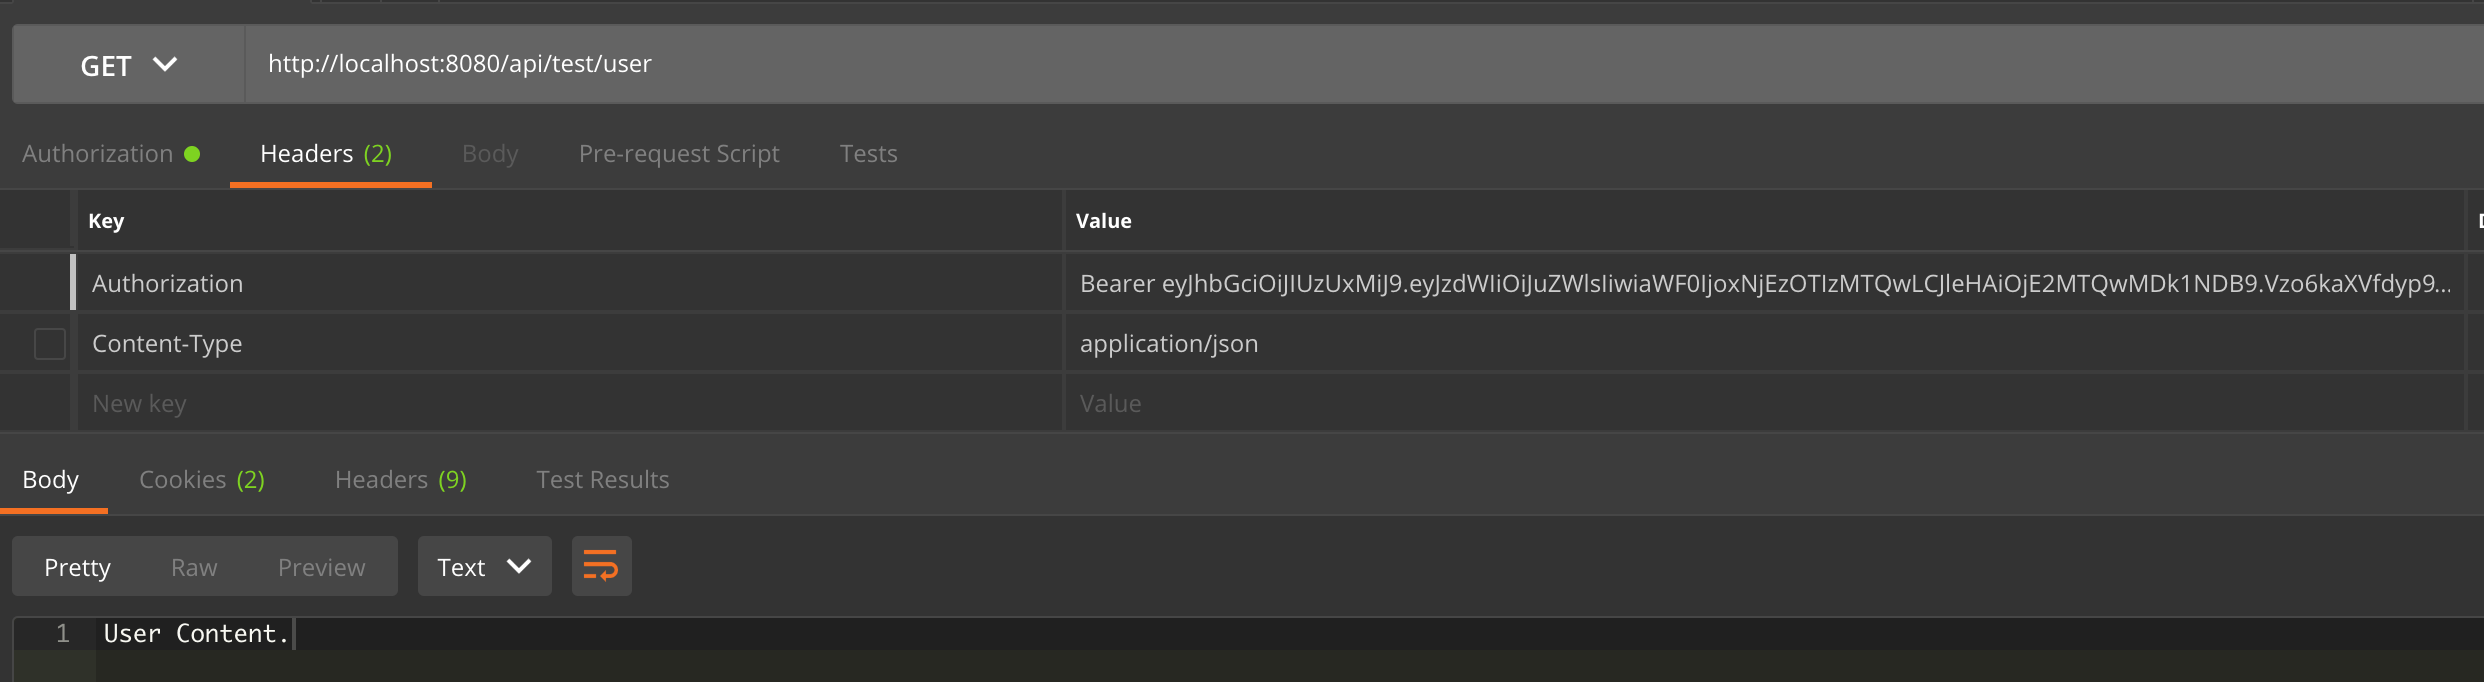 GET http://localhost:8080/api/test/user
Authorization Headers (2) Body Pre-request Script Tests
Key Value
Authorization Bearer eyJhbGciOiJIUzUxMiJ9.eyJzdWIiOiJuZWlsIiwiaWF0IjoxNjEzOTIzMTQwLCJleHAiOjE2MTQwMDk1NDB9.Vzo6kaXVfdyp9...
Content-Type application/json
New key Value
Body Cookies (2) Headers (9) Test Results
Pretty Raw Preview Text
1 User Content.